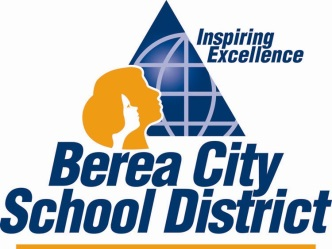 Inspiring
Excellence
Berea City
School District